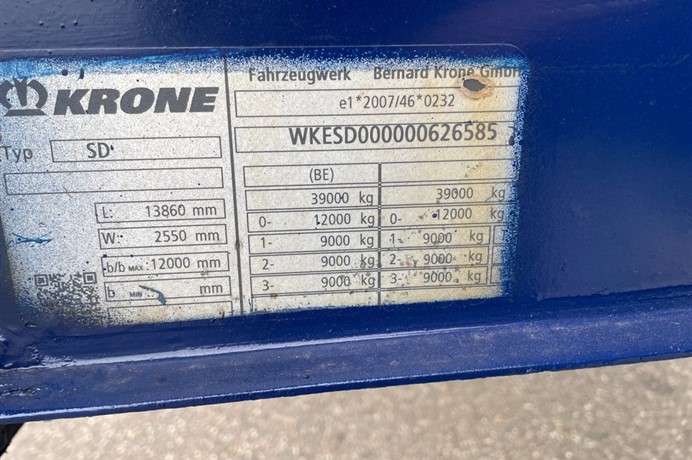 KRONE
Fahrzeugwerk Bernard Krone GmbH
e1*2007/46*0232
WKESD000000626585
Typ SD
(BE)
39000 kg 39000 kg
0- 12000 kg 0- 12000 kg
1- 9000 kg 1- 9000 kg
2- 9000 kg 2- 9000 kg
3- 9000 kg 3- 9000 kg
L: 13860 mm
W: 2550 mm
b/b MAX : 12000 mm
b MIN : mm